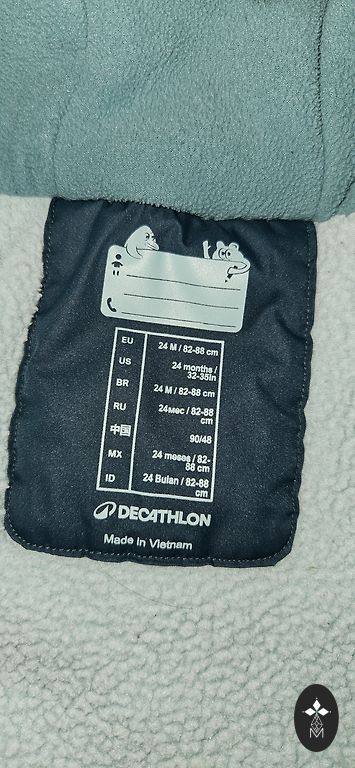 EU 24 M / 82-88 cm
US 24 months /
32-35in
BR 24 M / 82-88 cm
RU 24мес / 82-88
cm
中国 90/48
MX 24 meses / 82-
88 cm
ID 24 Bulan / 82-88
cm
DECATHLON
Made in Vietnam
M